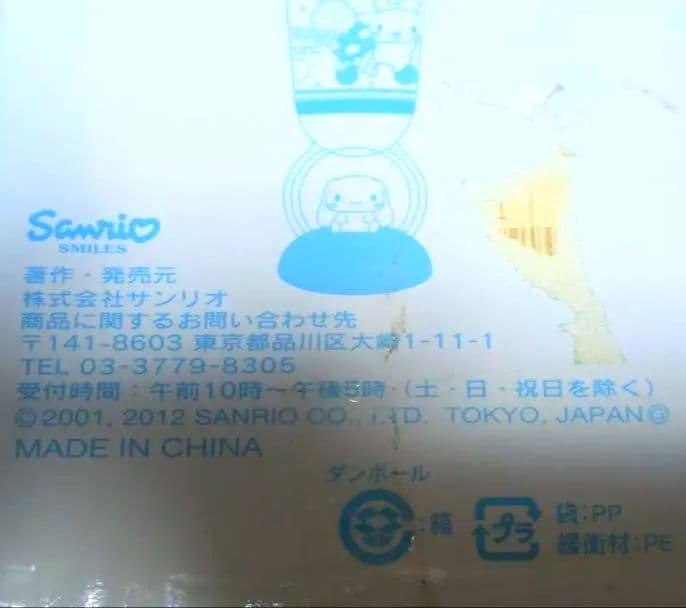 Sanrio
SMILES
著作・発売元
株式会社サンリオ
商品に関するお問い合わせ先
〒141-8603 東京都品川区大崎1-11-1
TEL 03-3779-8305
受付時間：午前10時～午後5時（土・日・祝日を除く）
©2001, 2012 SANRIO CO., LTD. TOKYO, JAPAN Ⓖ
MADE IN CHINA
ダンボール
:箱
プラ
袋:PP
緩衝材:PE